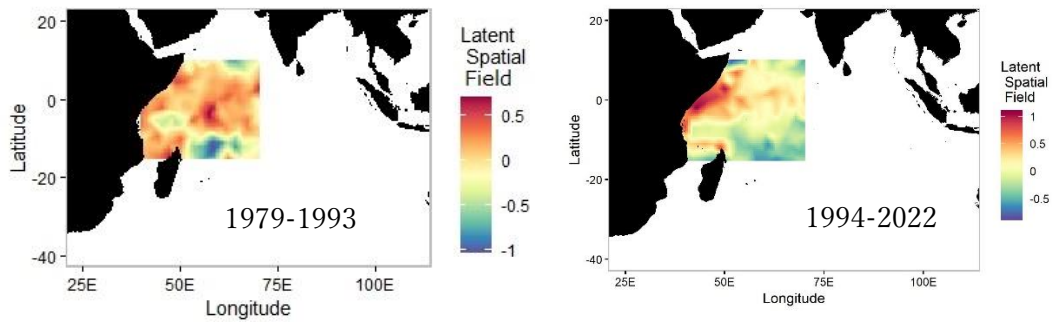 20
0
-20
-40
Latitude
25E 50E 75E 100E
Longitude
1979-1993
Latent
Spatial
Field
0.5
0
-0.5
-1
20
0
-20
-40
Latitude
25E 50E 75E 100E
Longitude
1994-2022
Latent
Spatial
Field
1
0.5
0
-0.5